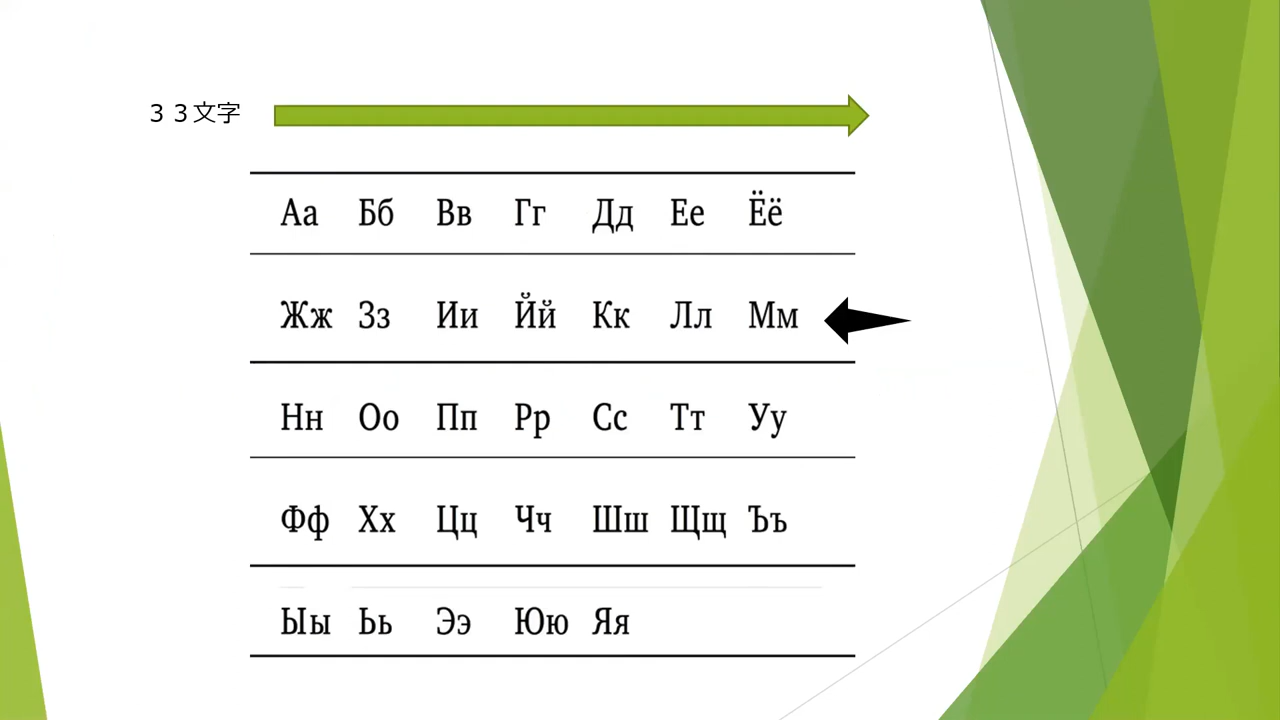 ３３文字
Аа Бб Вв Гг Дд Ее Ёё
Жж Зз Ии Йй Кк Лл Мм
Нн Оо Пп Рр Сс Тт Уу
Фф Хх Цц Чч Шш Щщ Ъъ
Ыы Ьь Ээ Юю Яя